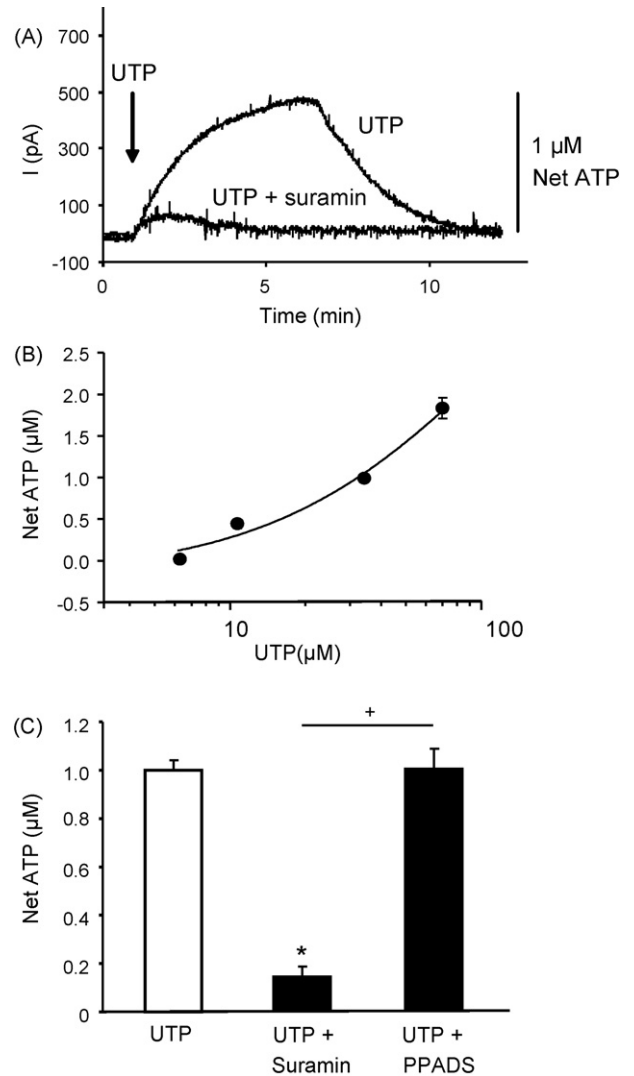 (A)
700
500
300
100
-100
I (pA)
UTP
UTP
UTP + suramin
1 µM
Net ATP
0
5
10
Time (min)
(B)
2.5
2.0
1.5
1.0
0.5
0.0
-0.5
Net ATP (µM)
10
100
UTP(µM)
(C)
1.2
1.0
0.8
0.6
0.4
0.2
0
Net ATP (µM)
+
*
UTP
UTP +
Suramin
UTP +
PPADS